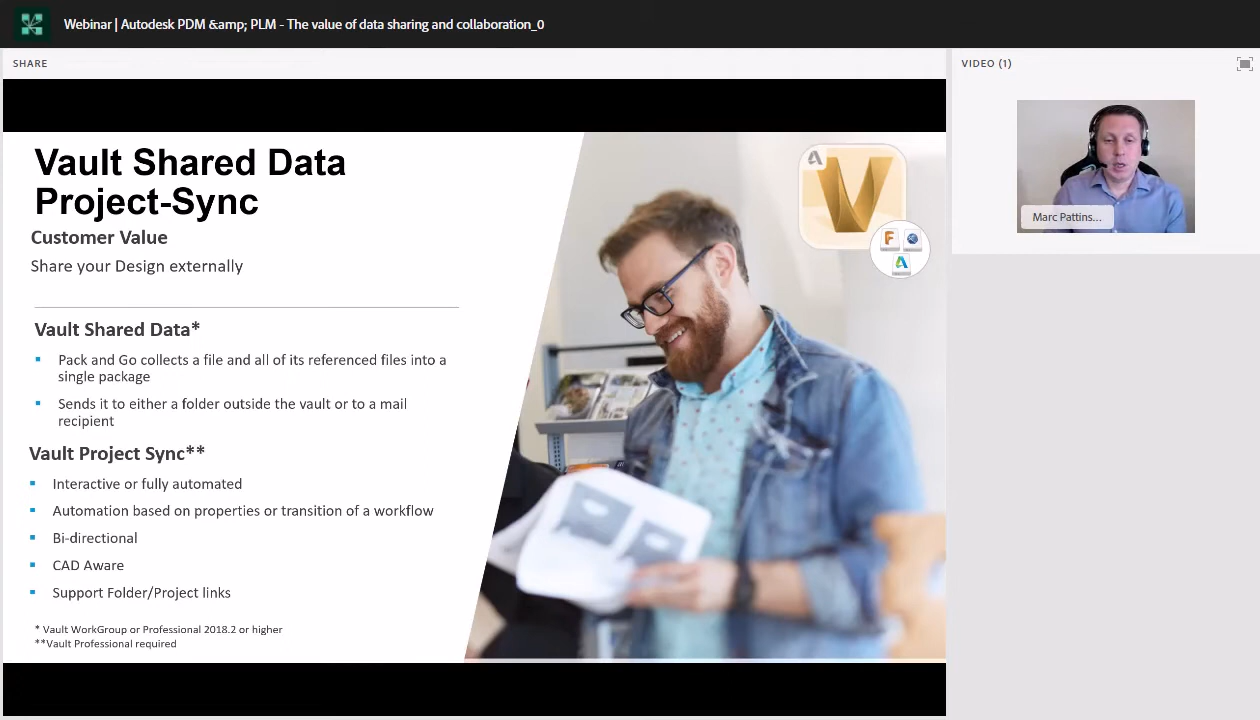 Webinar | Autodesk PDM &amp; PLM - The value of data sharing and collaboration_0
SHARE
VIDEO (1)
Vault Shared Data
Project-Sync
Customer Value
Share your Design externally
Vault Shared Data*
Pack and Go collects a file and all of its referenced files into a
single package
Sends it to either a folder outside the vault or to a mail
recipient
Vault Project Sync**
Interactive or fully automated
Automation based on properties or transition of a workflow
Bi-directional
CAD Aware
Support Folder/Project links
* Vault WorkGroup or Professional 2018.2 or higher
**Vault Professional required
Marc Pattins...